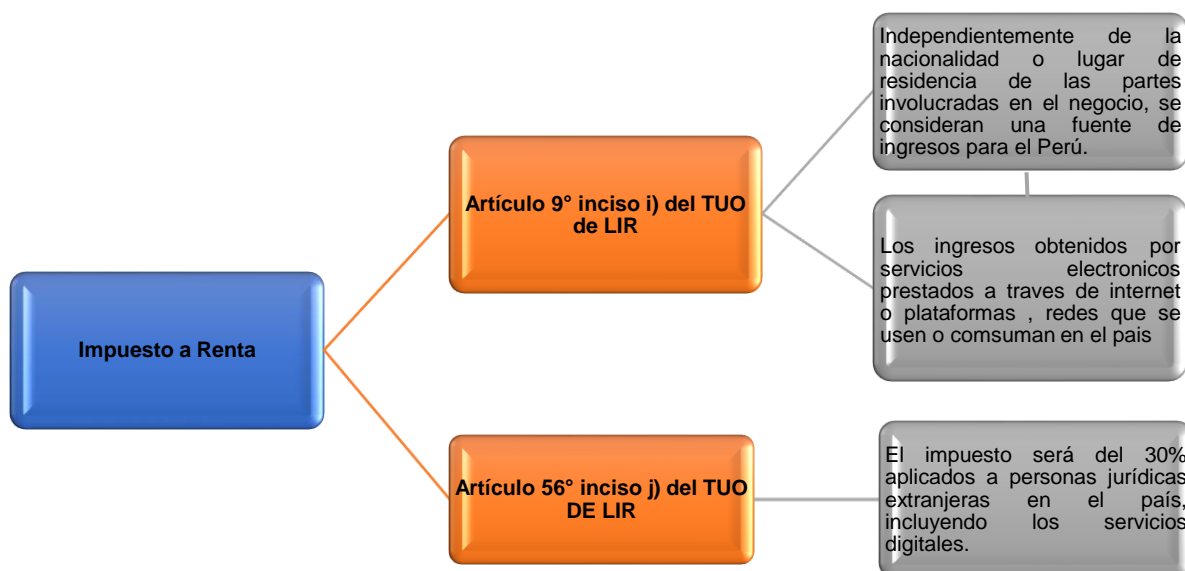 Impuesto a Renta
Artículo 9° inciso i) del TUO
de LIR
Independientemente de la
nacionalidad o lugar de
residencia de las partes
involucradas en el negocio, se
consideran una fuente de
ingresos para el Perú.
Los ingresos obtenidos por
servicios electronicos
prestados a traves de internet
o plataformas , redes que se
usen o comsuman en el pais
Artículo 56° inciso j) del TUO
DE LIR
El impuesto será del 30%
aplicados a personas jurídicas
extranjeras en el país,
incluyendo los servicios
digitales.